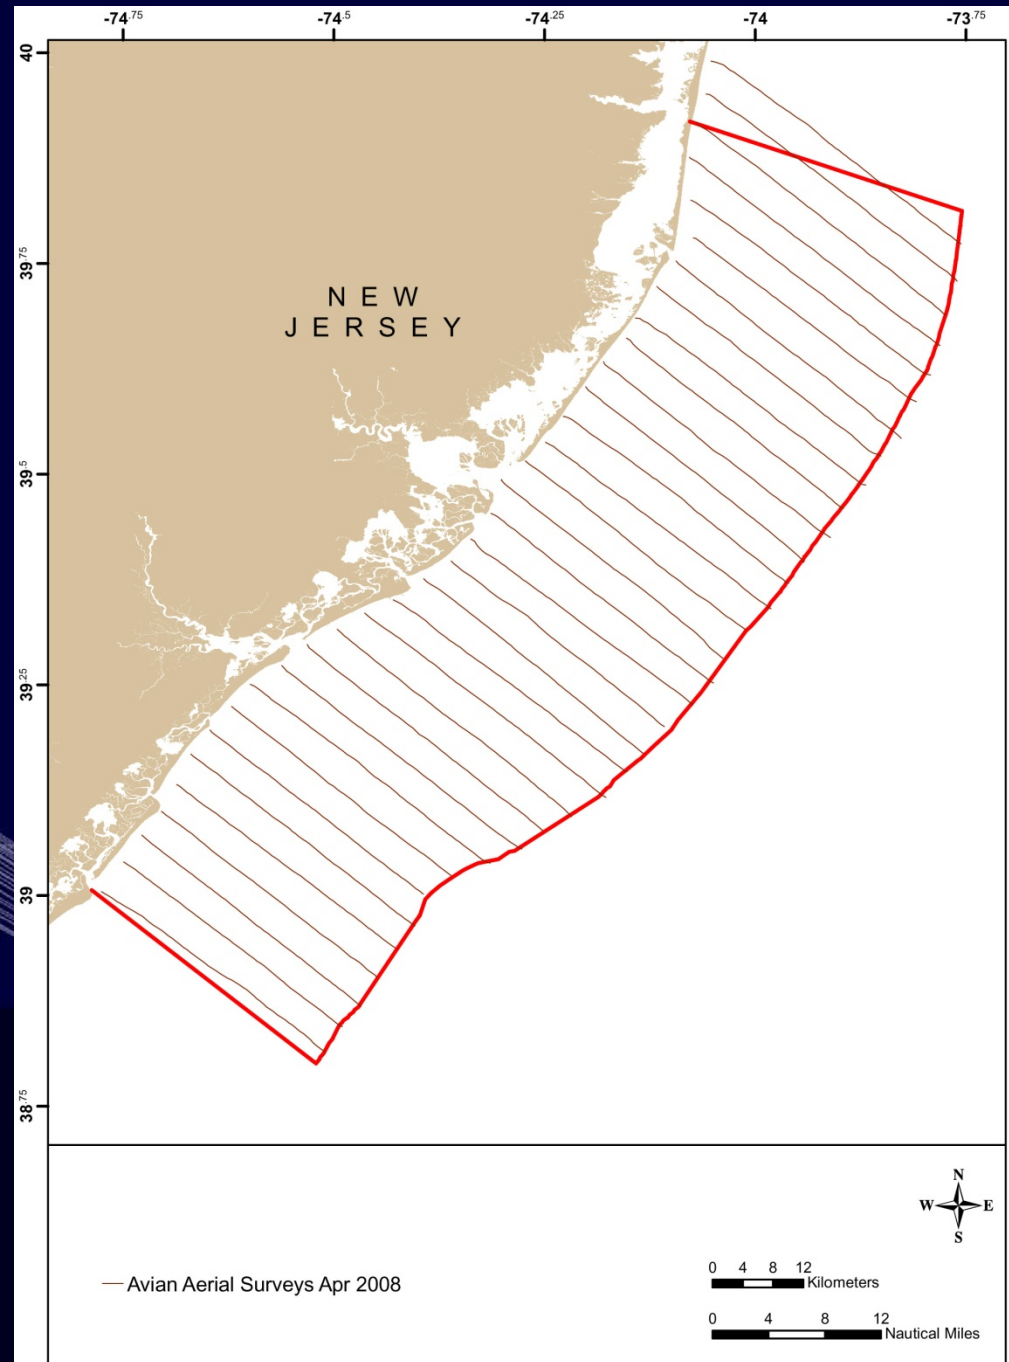 -74.75 -74.5 -74.25 -74 -73.75
40
39.75
39.5
39.25
39
38.75
NEW
JERSEY
N
W E
S
Avian Aerial Surveys Apr 2008
0 4 8 12
Kilometers
0 4 8 12
Nautical Miles